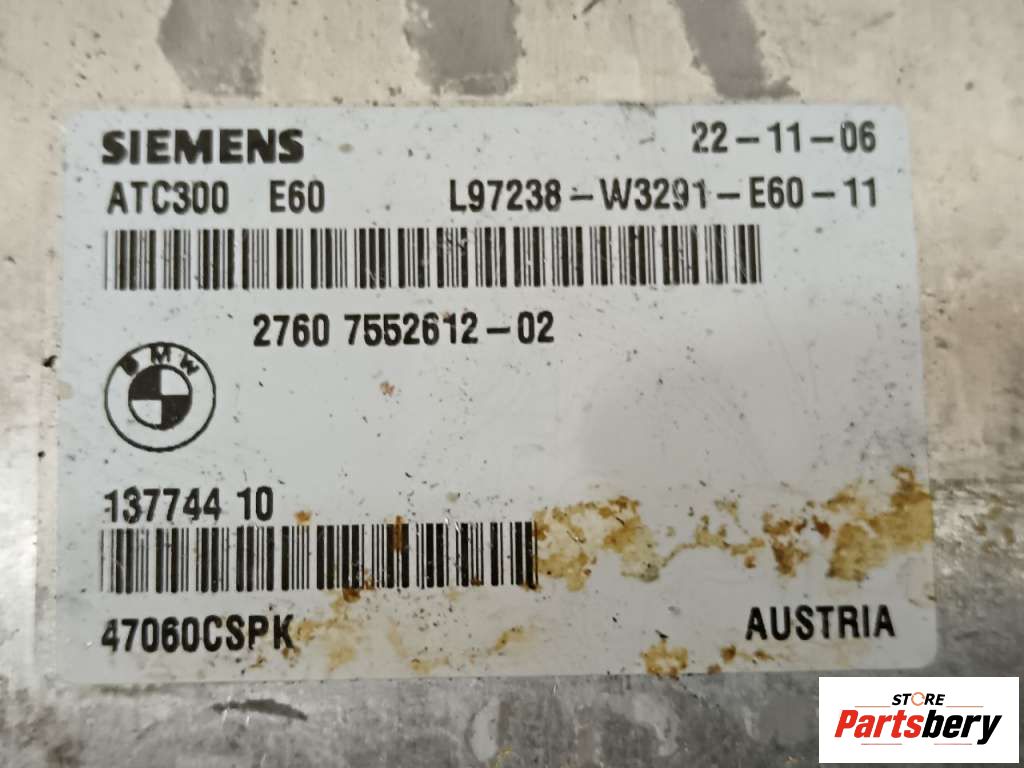 SIEMENS 22-11-06
ATC300 E60 L97238-W3291-E60-11
2760 7552612-02
BMW
137744 10
47060CSPK AUSTRIA
STORE
Partsbery